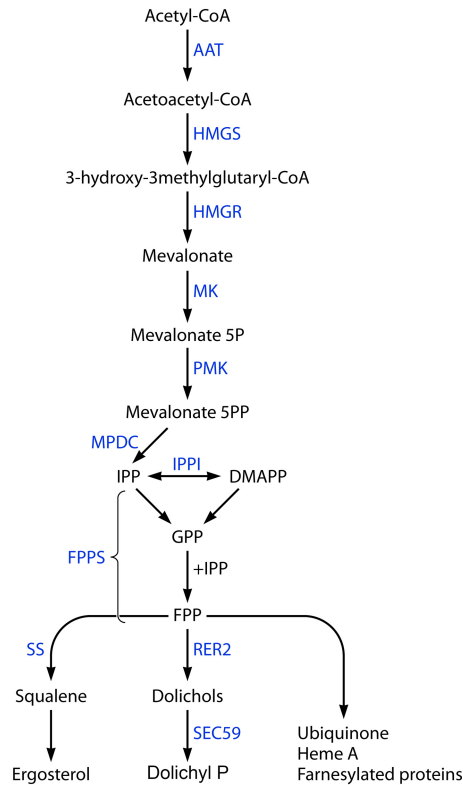 Acetyl-CoA
AAT
Acetoacetyl-CoA
HMGS
3-hydroxy-3methylglutaryl-CoA
HMGR
Mevalonate
MK
Mevalonate 5P
PMK
Mevalonate 5PP
MPDC
IPPI
IPP
DMAPP
GPP
FPPS
+IPP
FPP
SS
RER2
Squalene
Dolichols
SEC59
Ubiquinone
Heme A
Ergosterol
Dolichyl P
Farnesylated proteins